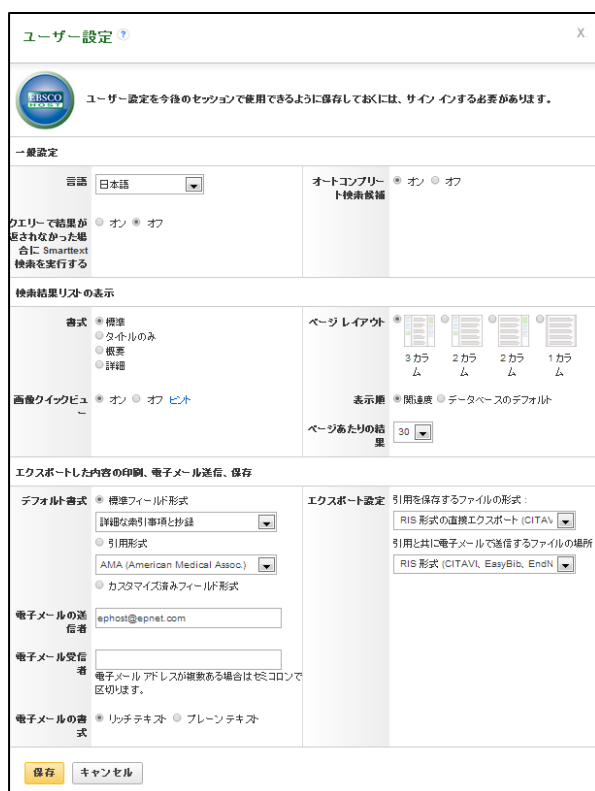 ユーザー設定 ?
X
EBSCO
HOST
ユーザー設定を今後のセッションで使用できるように保存しておくには、サイン インする必要があります。
一般設定
言語
日本語
オートコンプリー
ト検索候補
オン オフ
クエリーで結果が
返されなかった場
合に Smarttext
検索を実行する
オン オフ
検索結果リストの表示
書式
標準
タイトルのみ
概要
詳細
ページ レイアウト
3 カラ
ム
2 カラ
ム
2 カラ
ム
1 カラ
ム
画像クイックビュ
ー
オン オフ ヒント
表示順
関連度 データベースのデフォルト
ページあたりの結
果
30
エクスポートした内容の印刷、電子メール送信、保存
デフォルト書式
標準フィールド形式
詳細な索引事項と抄録
引用形式
AMA (American Medical Assoc.)
カスタマイズ済みフィールド形式
エクスポート設定
引用を保存するファイルの形式:
RIS 形式の直接エクスポート (CITAV
引用と共に電子メールで送信するファイルの場所
RIS 形式 (CITAVI, EasyBib, EndN
電子メールの送
信者
ephost@epnet.com
電子メール受信
者
電子メール アドレスが複数ある場合はセミコロンで
区切ります。
電子メールの書
式
リッチ テキスト プレーン テキスト
保存
キャンセル